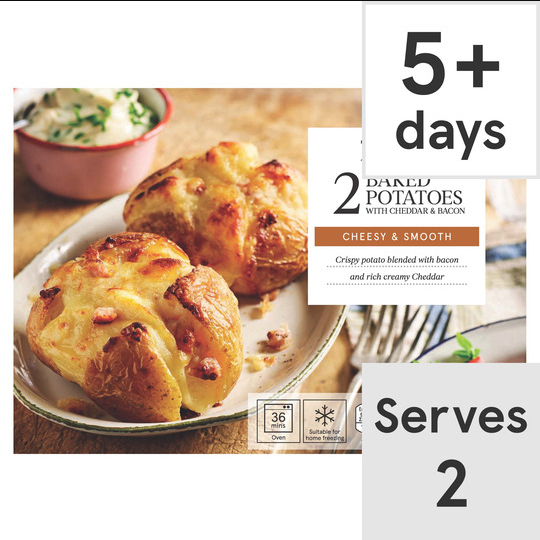 5+
days
2 BAKED
POTATOES
WITH CHEDDAR & BACON
CHEESY & SMOOTH
Crispy potato blended with bacon
and rich creamy Cheddar
36
mins
Oven
Suitable for
home freezing
Serves
2